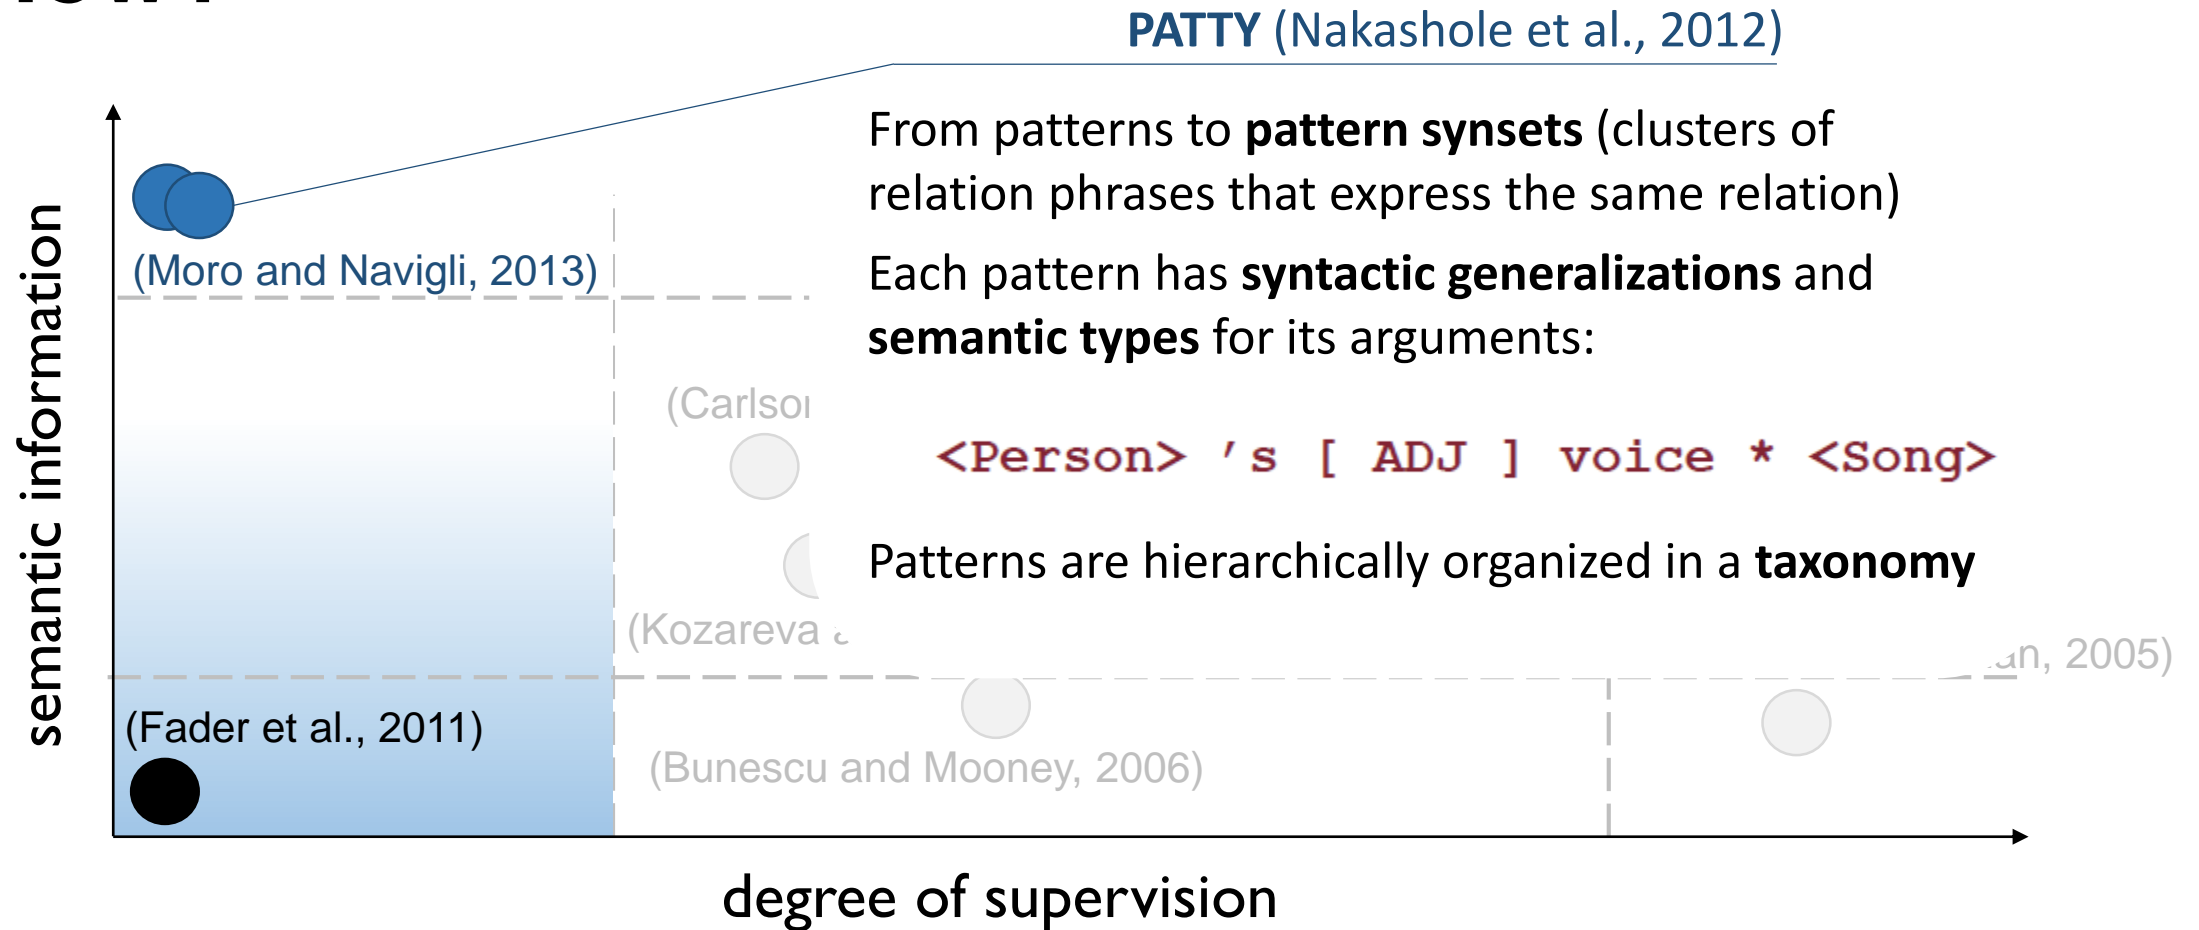 PATTY (Nakashole et al., 2012)
From patterns to pattern synsets (clusters of
relation phrases that express the same relation)
Each pattern has syntactic generalizations and
semantic types for its arguments:
<Person> 's [ ADJ ] voice * <Song>
Patterns are hierarchically organized in a taxonomy
semantic information
(Moro and Navigli, 2013)
(Kozareva
2005)
(Fader et al., 2011)
(Bunescu and Mooney, 2006)
degree of supervision